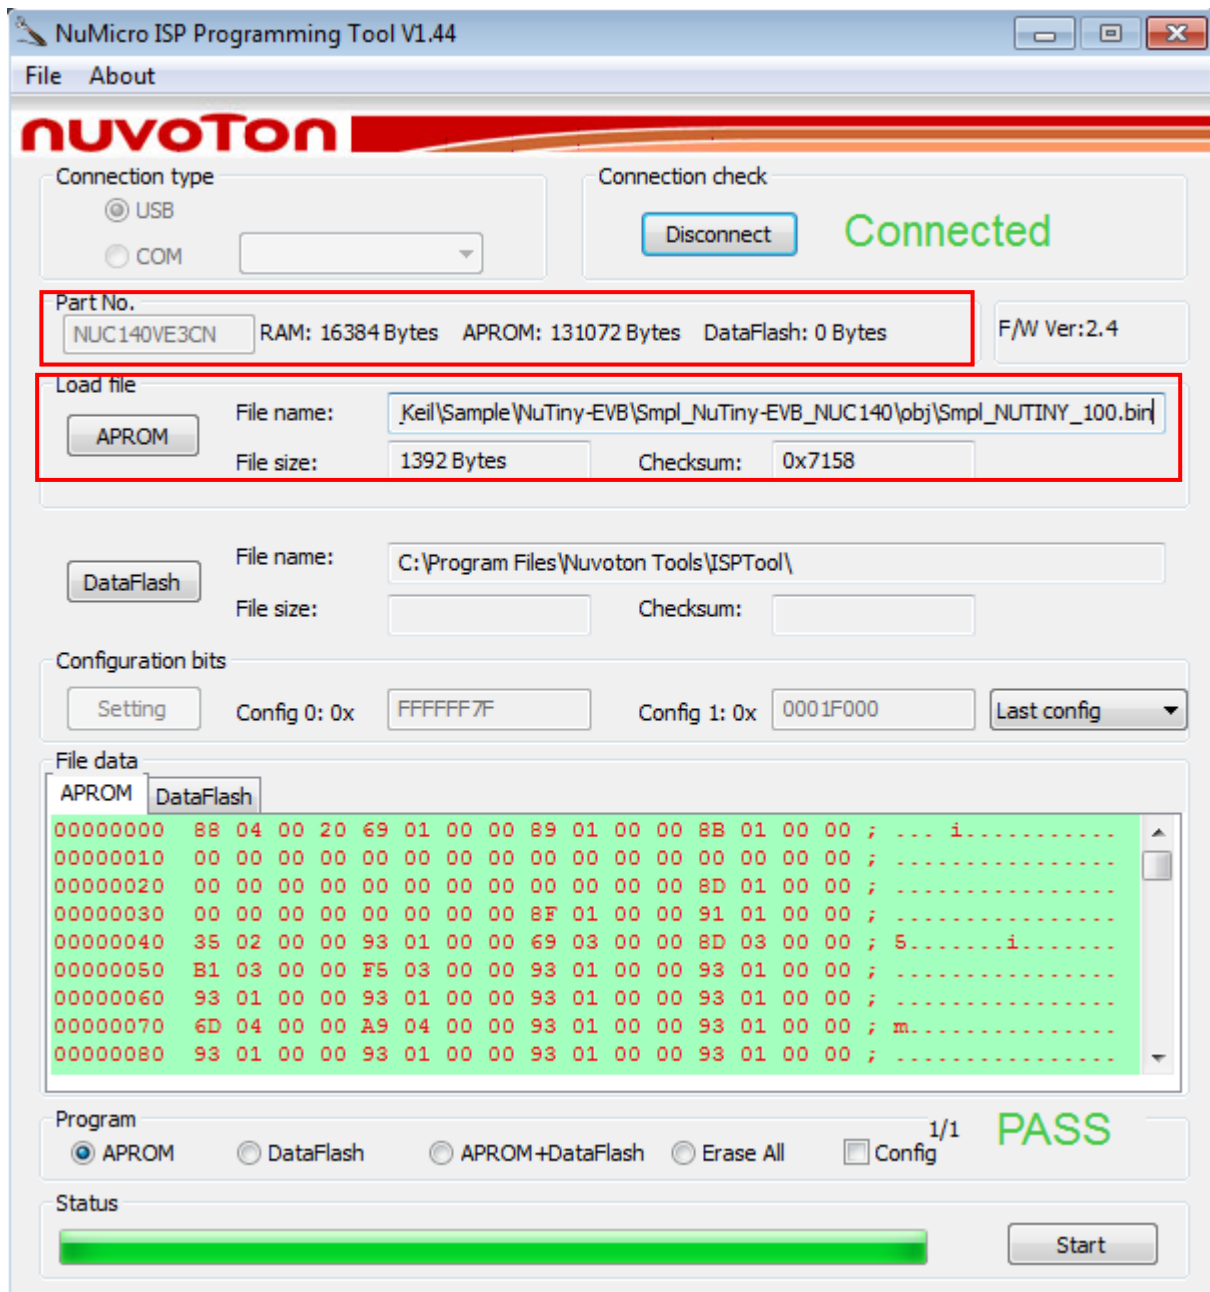 NuMicro ISP Programming Tool V1.44
File About
nuvoTon
Connection type
USB
COM
Connection check
Disconnect Connected
Part No.
NUC140VE3CN RAM: 16384 Bytes APROM: 131072 Bytes DataFlash: 0 Bytes
F/W Ver:2.4
Load file
APROM
File name: _Keil\Sample\NuTiny-EVB\Smpl_NuTiny-EVB_NUC140\obj\Smpl_NUTINY_100.bin
File size: 1392 Bytes Checksum: 0x7158
DataFlash
File name: C:\Program Files\Nuvoton Tools\ISPTool\
File size: Checksum:
Configuration bits
Setting Config 0: 0x FFFFFF7F Config 1: 0x 0001F000 Last config
File data
APROM DataFlash
00000000 88 04 00 20 69 01 00 00 89 01 00 00 8B 01 00 00 ; ... i...........
00000010 00 00 00 00 00 00 00 00 00 00 00 00 00 00 00 00 ; ................
00000020 00 00 00 00 00 00 00 00 00 00 00 00 8D 01 00 00 ; ................
00000030 00 00 00 00 00 00 00 00 8F 01 00 00 91 01 00 00 ; ................
00000040 35 02 00 00 93 01 00 00 69 03 00 00 8D 03 00 00 ; 5.......i.......
00000050 B1 03 00 00 F5 03 00 00 93 01 00 00 93 01 00 00 ; ................
00000060 93 01 00 00 93 01 00 00 93 01 00 00 93 01 00 00 ; ................
00000070 6D 04 00 00 A9 04 00 00 93 01 00 00 93 01 00 00 ; m...............
00000080 93 01 00 00 93 01 00 00 93 01 00 00 93 01 00 00 ; ................
Program
APROM DataFlash APROM+DataFlash Erase All Config
1/1 PASS
Status
Start